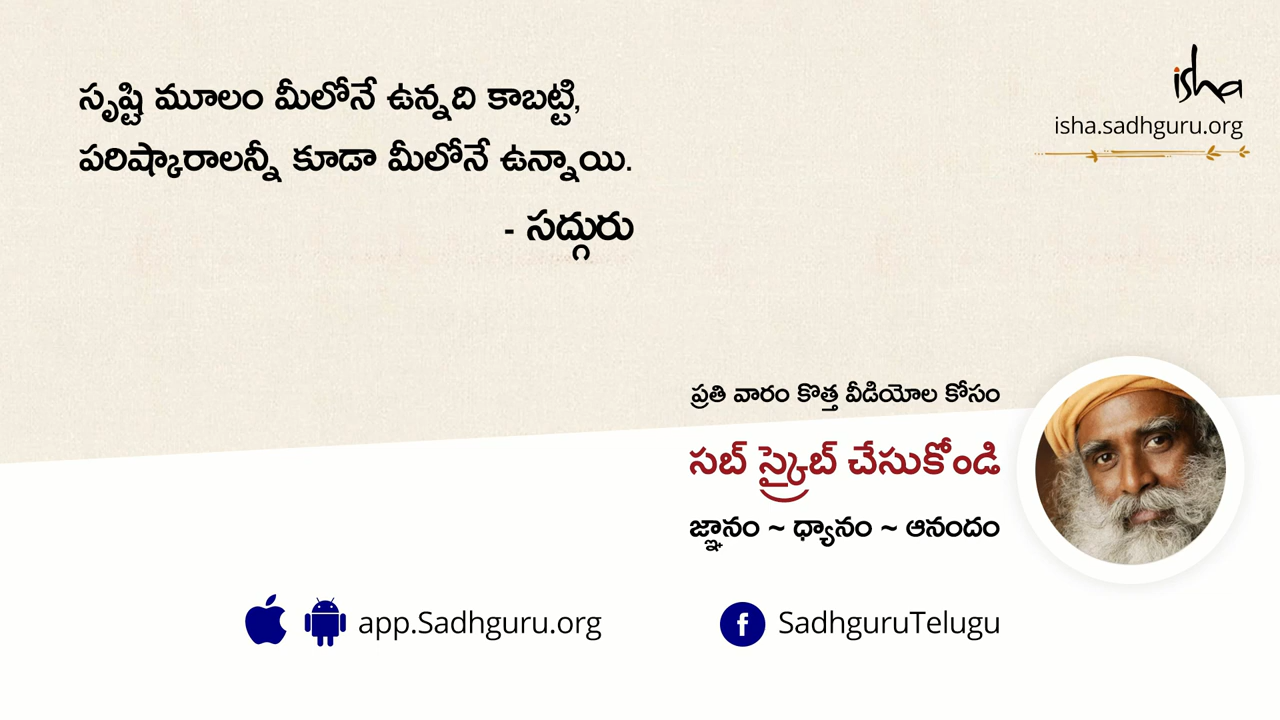 సృష్టి మూలం మీలోనే ఉన్నది కాబట్టి,
పరిష్కారాలన్నీ కూడా మీలోనే ఉన్నాయి.
- సద్గురు
isha
isha.sadhguru.org
ప్రతి వారం కొత్త వీడియోల కోసం
సబ్ స్క్రైబ్ చేసుకోండి
జ్ఞానం ~ ధ్యానం ~ ఆనందం
app.Sadhguru.org
SadhguruTelugu